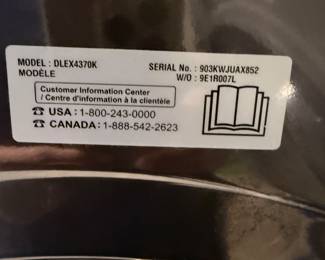 MODEL : DLEX4370K
MODÈLE
SERIAL No. : 903KWJUAX852
W/O : 9E1R007L
Customer Information Center
/ Centre d'information à la clientèle
☎ USA : 1-800-243-0000
☎ CANADA : 1-888-542-2623